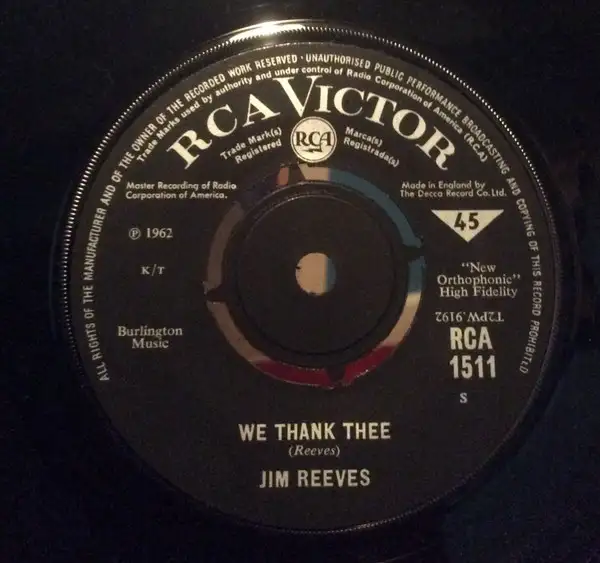 ALL RIGHTS OF THE MANUFACTURER AND OF THE OWNER OF THE RECORDED WORK RESERVED · UNAUTHORISED PUBLIC PERFORMANCE BROADCASTING AND COPYING OF THIS RECORD PROHIBITED
Trade Marks used by authority and under control of Radio Corporation of America (R.C.A.)
RCA VICTOR
Trade Mark(s)
Registered
RCA
Marca(s)
Registrada(s)
Master Recording of Radio
Corporation of America.
Made in England by
The Decca Record Co. Ltd.
45
℗ 1962
K/T
"New
Orthophonic"
High Fidelity
Burlington
Music
T2PW.9192
RCA
1511
S
WE THANK THEE
(Reeves)
JIM REEVES